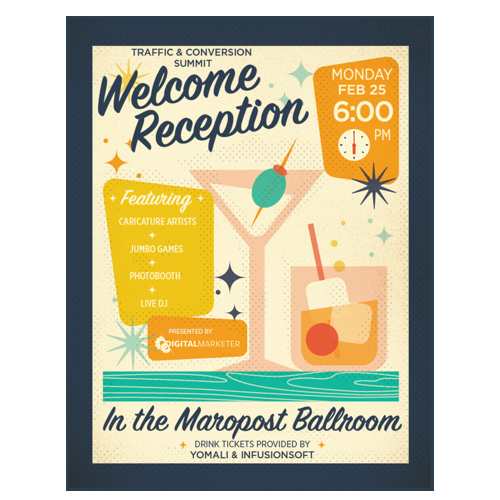 TRAFFIC & CONVERSION
SUMMIT
Welcome
Reception
MONDAY
FEB 25
6:00
PM
Featuring
CARICATURE ARTISTS
JUMBO GAMES
PHOTOBOOTH
LIVE DJ
PRESENTED BY
DIGITALMARKETER
In the Maropost Ballroom
DRINK TICKETS PROVIDED BY
YOMALI & INFUSIONSOFT